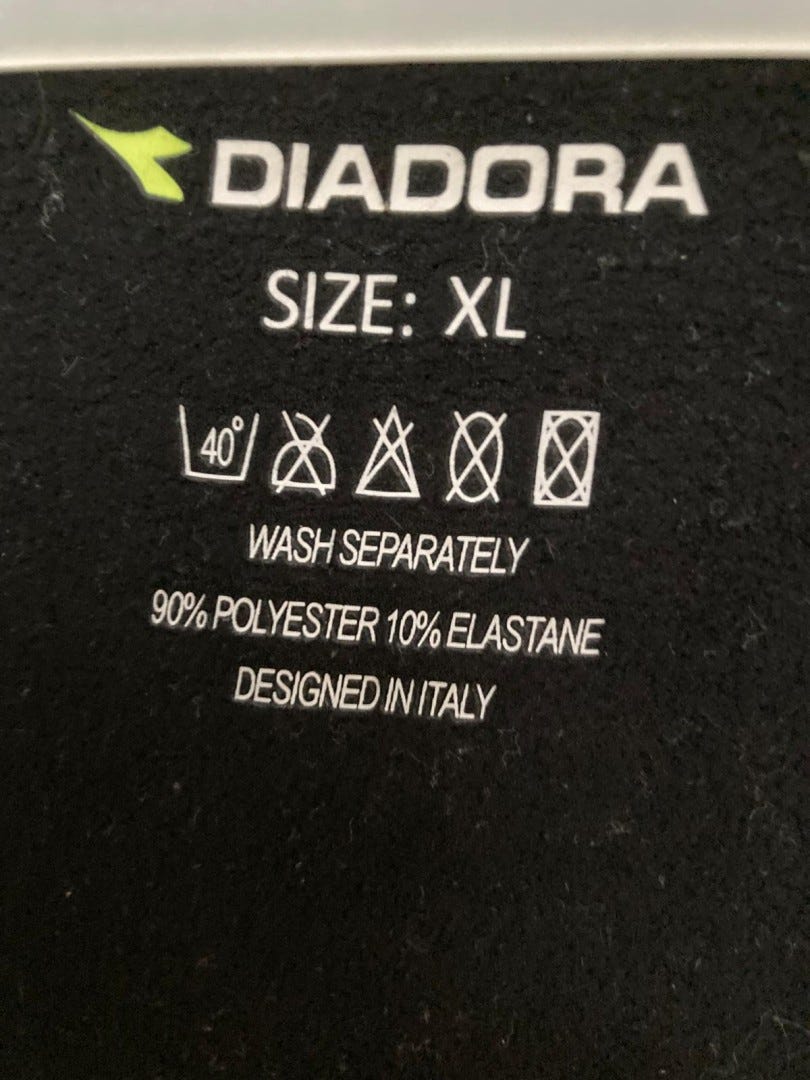 DIADORA
SIZE: XL
40°
WASH SEPARATELY
90% POLYESTER 10% ELASTANE
DESIGNED IN ITALY